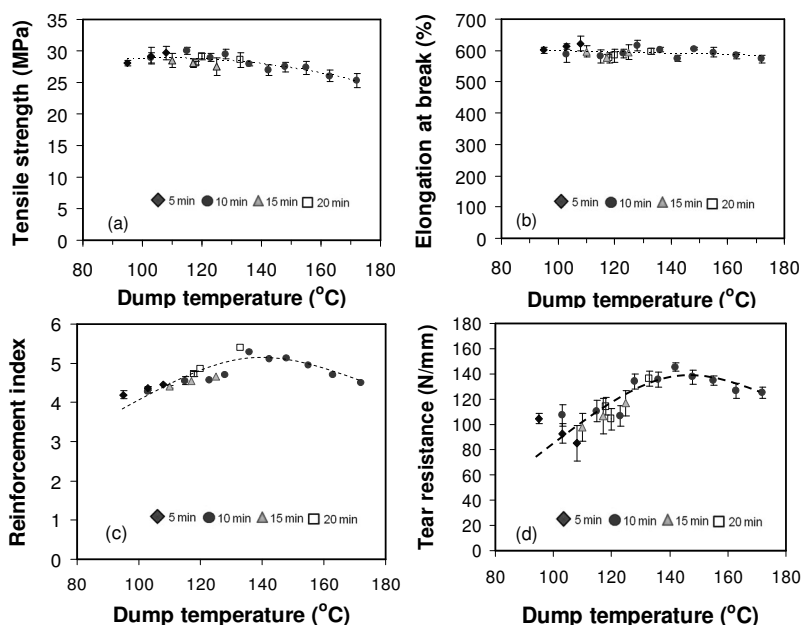 Tensile strength (MPa)
35
30
25
20
15
10
5
0
(a)
5 min 10 min 15 min 20 min
80 100 120 140 160 180
Dump temperature (°C)
Elongation at break (%)
700
600
500
400
300
200
100
0
(b)
5 min 10 min 15 min 20 min
80 100 120 140 160 180
Dump temperature (°C)
Reinforcement index
6
5
4
3
2
1
0
(c)
5 min 10 min 15 min 20 min
80 100 120 140 160 180
Dump temperature (°C)
Tear resistance (N/mm)
180
160
140
120
100
80
60
40
20
0
(d)
5 min 10 min 15 min 20 min
80 100 120 140 160 180
Dump temperature (°C)